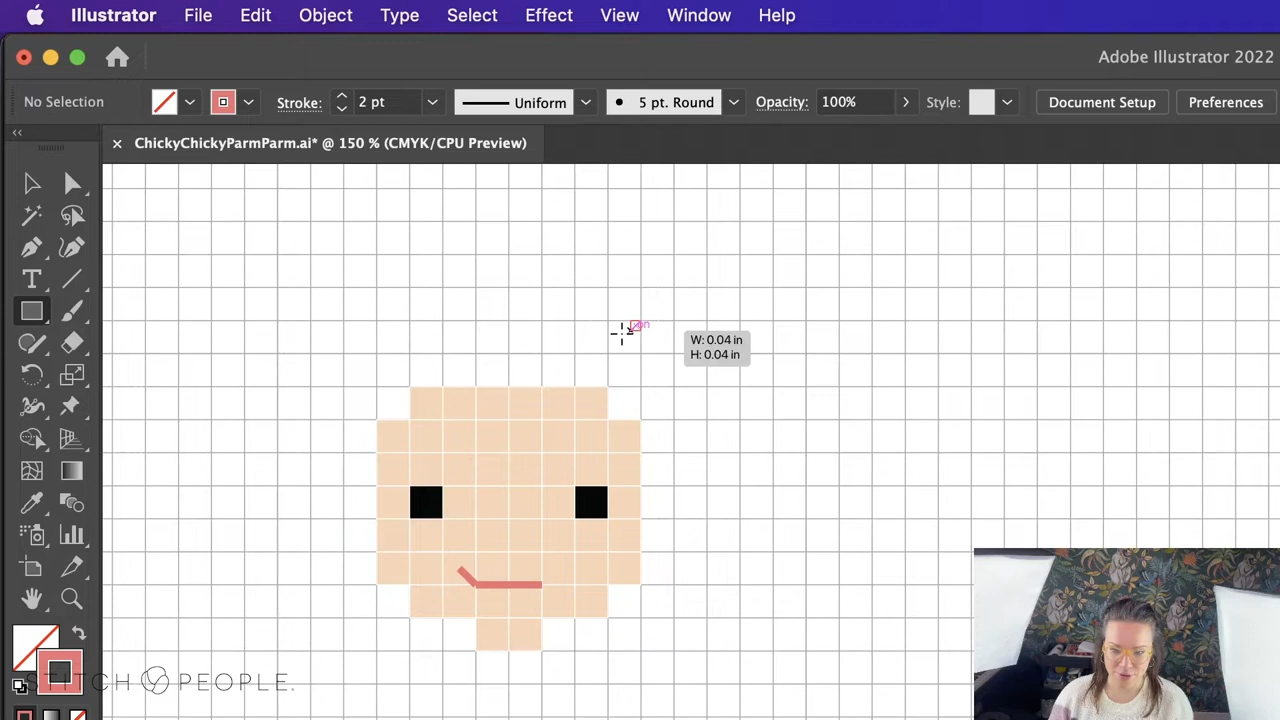 Illustrator File Edit Object Type Select Effect View Window Help
Adobe Illustrator 2022
No Selection Stroke: 2 pt Uniform 5 pt. Round Opacity: 100% Style: Document Setup Preferences
ChickyChickyParmParm.ai* @ 150 % (CMYK/CPU Preview)
W: 0.04 in
H: 0.04 in
STITCH PEOPLE.